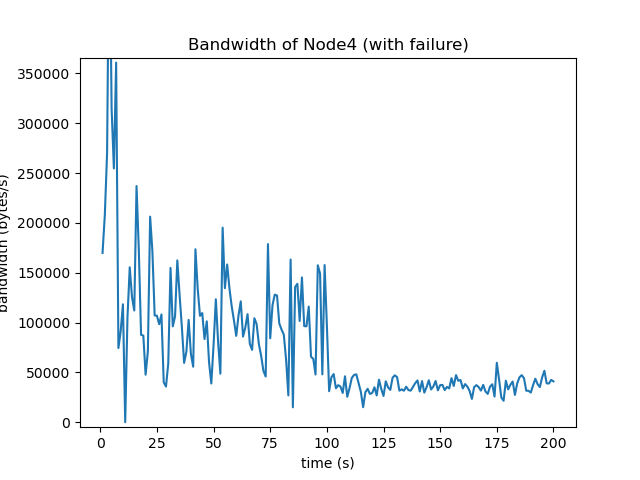 Bandwidth of Node4 (with failure)
350000
300000
250000
200000
150000
100000
50000
0
bandwidth (bytes/s)
0 25 50 75 100 125 150 175 200
time (s)